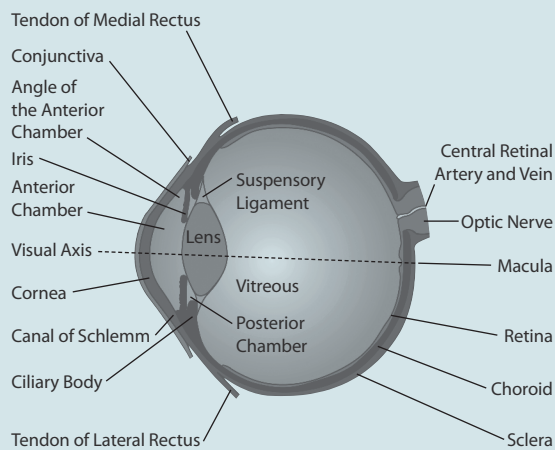 Tendon of Medial Rectus
Conjunctiva
Angle of
the Anterior
Chamber
Iris
Anterior
Chamber
Visual Axis
Cornea
Canal of Schlemm
Ciliary Body
Tendon of Lateral Rectus
Suspensory
Ligament
Lens
Vitreous
Posterior
Chamber
Central Retinal
Artery and Vein
Optic Nerve
Macula
Retina
Choroid
Sclera